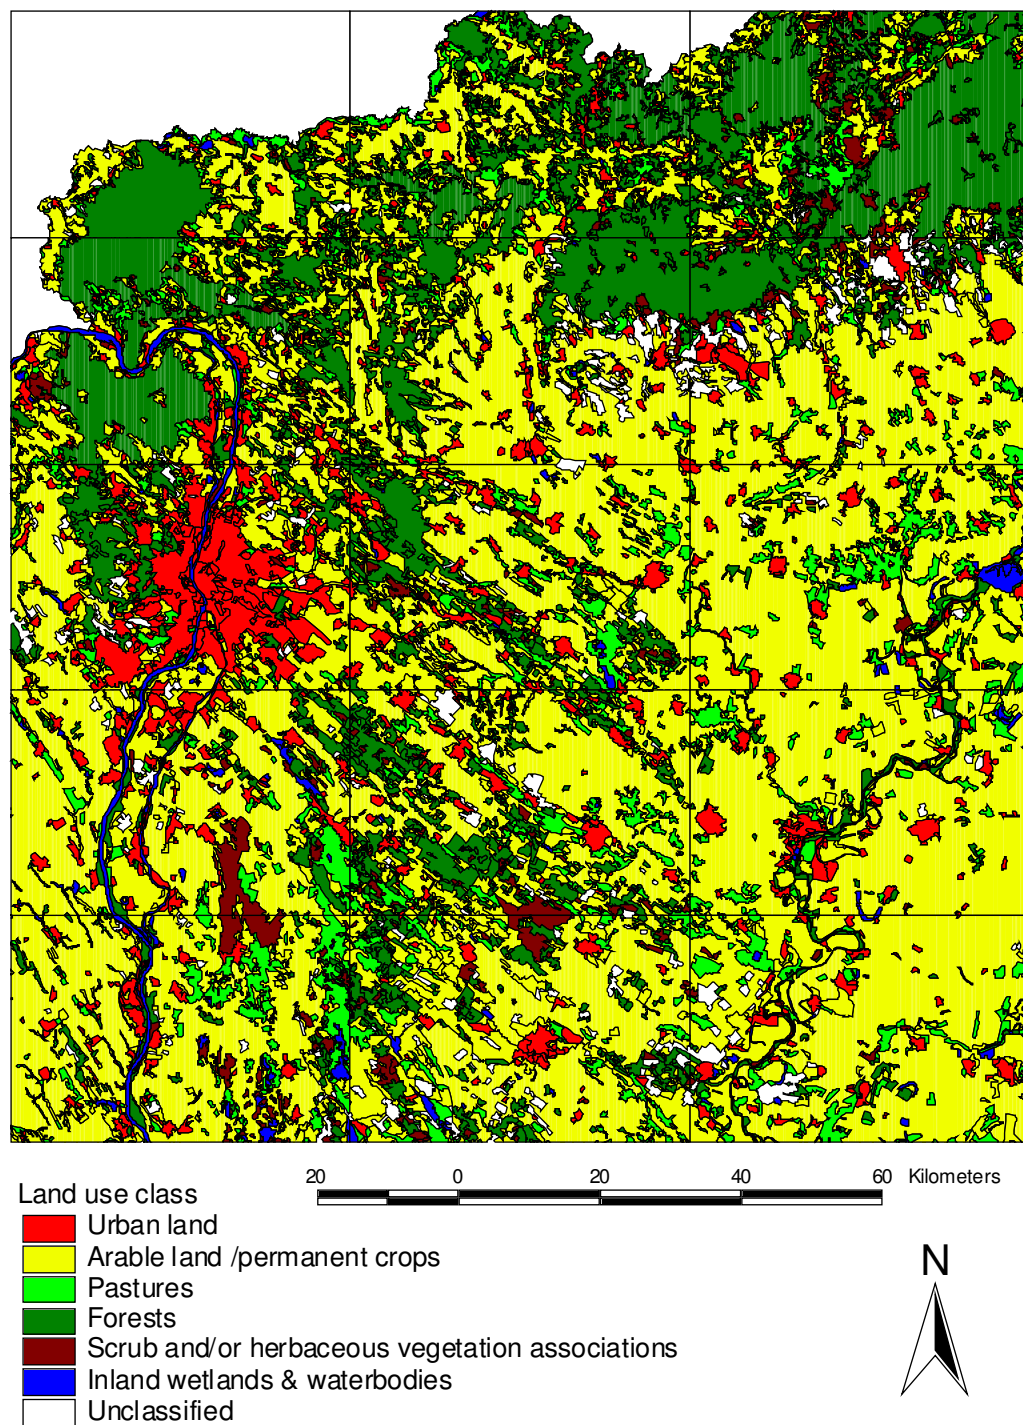 20 0 20 40 60 Kilometers
Land use class
Urban land
Arable land /permanent crops
Pastures
Forests
Scrub and/or herbaceous vegetation associations
Inland wetlands & waterbodies
Unclassified
N